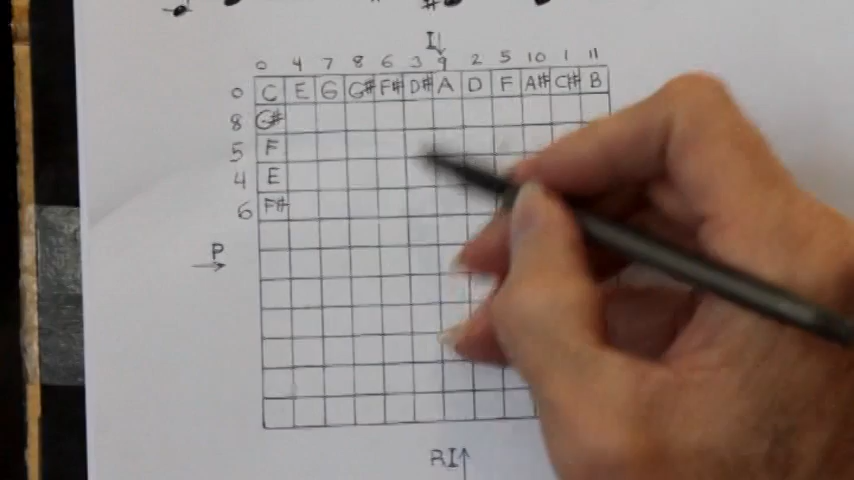 I↓
0 4 7 8 6 3 9 2 5 10 1 11
0 C E G G# F# D# A D F A# C# B
8 G#
5 F
4 E
6 F#
P
→
RI↑